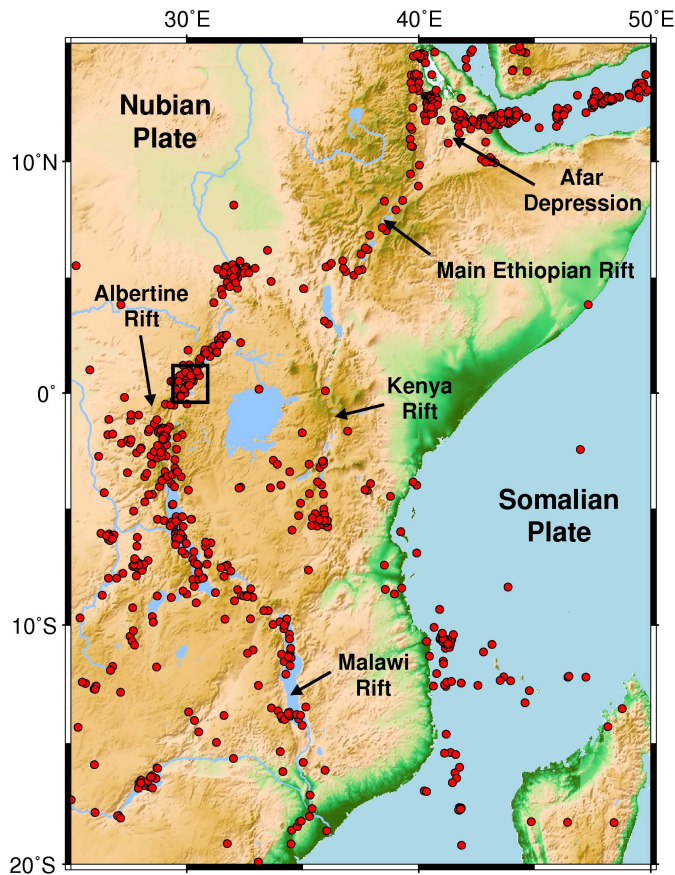 30˚E
40˚E
50˚E
Nubian
Plate
10˚N
Afar
Depression
Main Ethiopian Rift
Albertine
Rift
0˚
Kenya
Rift
Somalian
Plate
10˚S
Malawi
Rift
20˚S